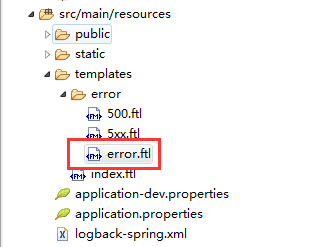 src/main/resources
public
static
templates
error
500.ftl
5xx.ftl
error.ftl
index.ftl
application-dev.properties
application.properties
logback-spring.xml